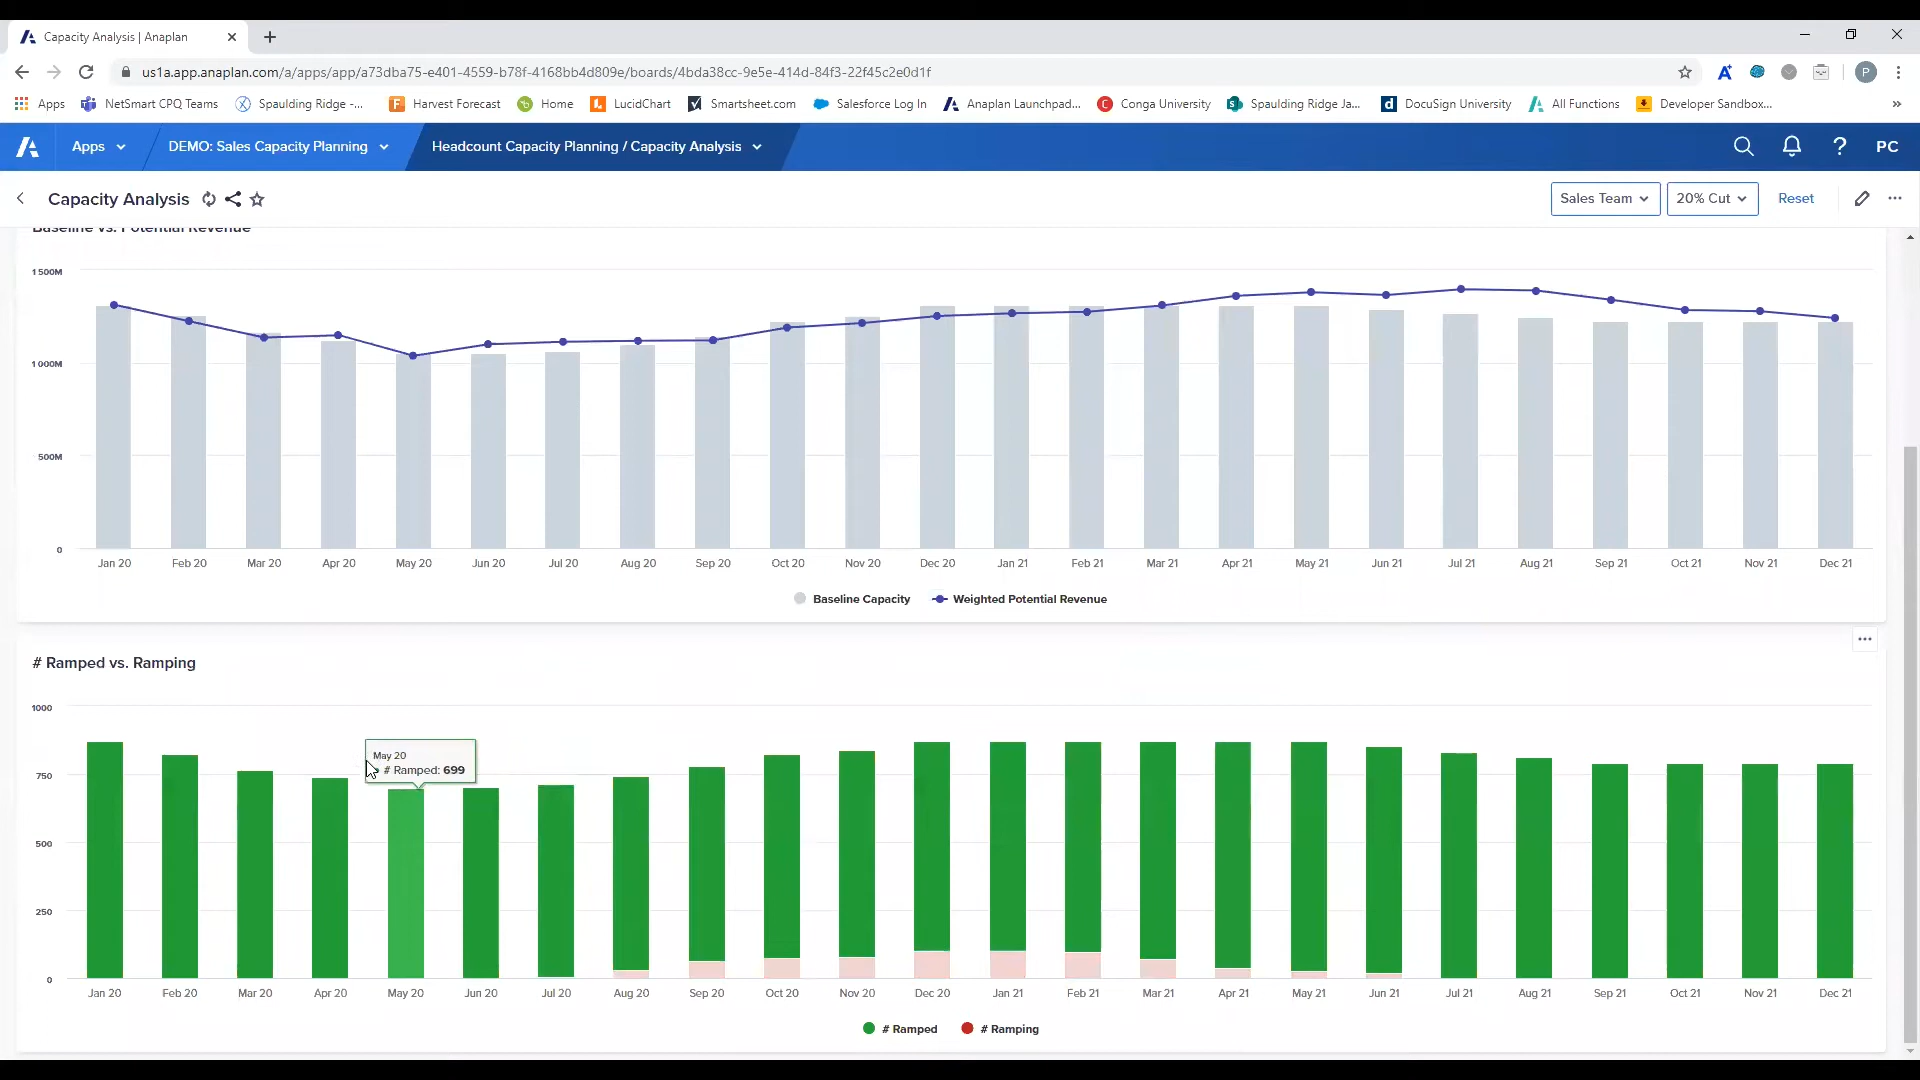 Capacity Analysis | Anaplan
us1a.app.anaplan.com/a/apps/app/a73dba75-e401-4559-b78f-4168bb4d809e/boards/4bda38cc-9e5e-414d-84f3-22f45c2e0d1f
P
Apps NetSmart CPQ Teams Spaulding Ridge -... Harvest Forecast Home LucidChart Smartsheet.com Salesforce Log In Anaplan Launchpad... Conga University Spaulding Ridge Ja... DocuSign University All Functions Developer Sandbox... »
Apps DEMO: Sales Capacity Planning Headcount Capacity Planning / Capacity Analysis ? PC
Capacity Analysis Sales Team 20% Cut Reset
Baseline vs. Potential Revenue
1 500M
1 000M
500M
0
Jan 20 Feb 20 Mar 20 Apr 20 May 20 Jun 20 Jul 20 Aug 20 Sep 20 Oct 20 Nov 20 Dec 20 Jan 21 Feb 21 Mar 21 Apr 21 May 21 Jun 21 Jul 21 Aug 21 Sep 21 Oct 21 Nov 21 Dec 21
Baseline Capacity Weighted Potential Revenue
# Ramped vs. Ramping
1000
750
500
250
0
May 20
# Ramped: 699
Jan 20 Feb 20 Mar 20 Apr 20 May 20 Jun 20 Jul 20 Aug 20 Sep 20 Oct 20 Nov 20 Dec 20 Jan 21 Feb 21 Mar 21 Apr 21 May 21 Jun 21 Jul 21 Aug 21 Sep 21 Oct 21 Nov 21 Dec 21
# Ramped # Ramping